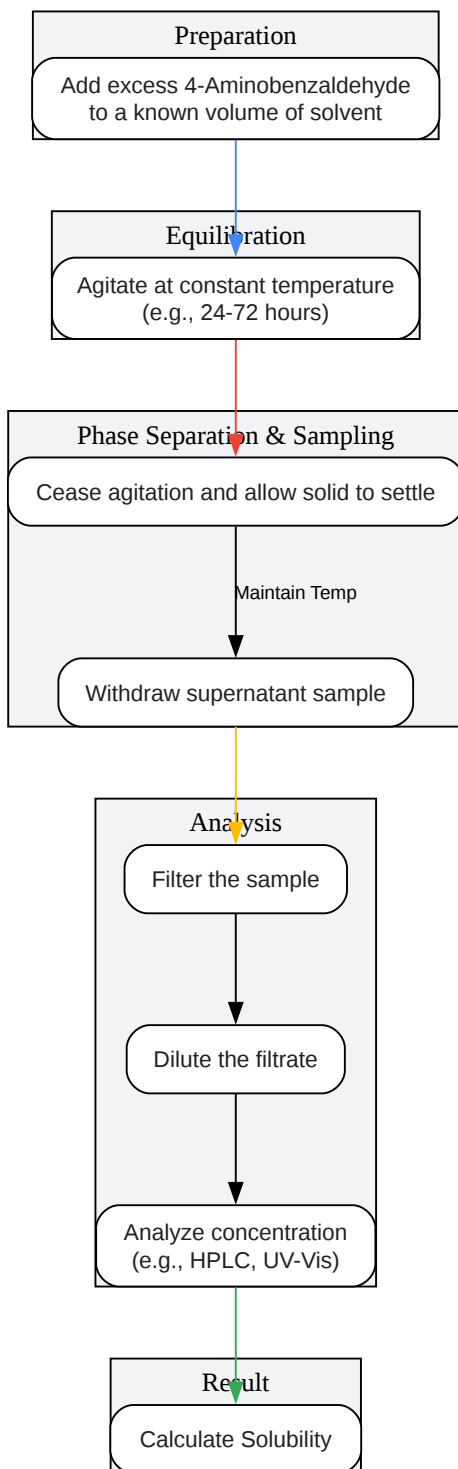 Preparation
Add excess 4-Aminobenzaldehyde
to a known volume of solvent
Equilibration
Agitate at constant temperature
(e.g., 24-72 hours)
Phase Separation & Sampling
Cease agitation and allow solid to settle
Maintain Temp
Withdraw supernatant sample
Analysis
Filter the sample
Dilute the filtrate
Analyze concentration
(e.g., HPLC, UV-Vis)
Result
Calculate Solubility